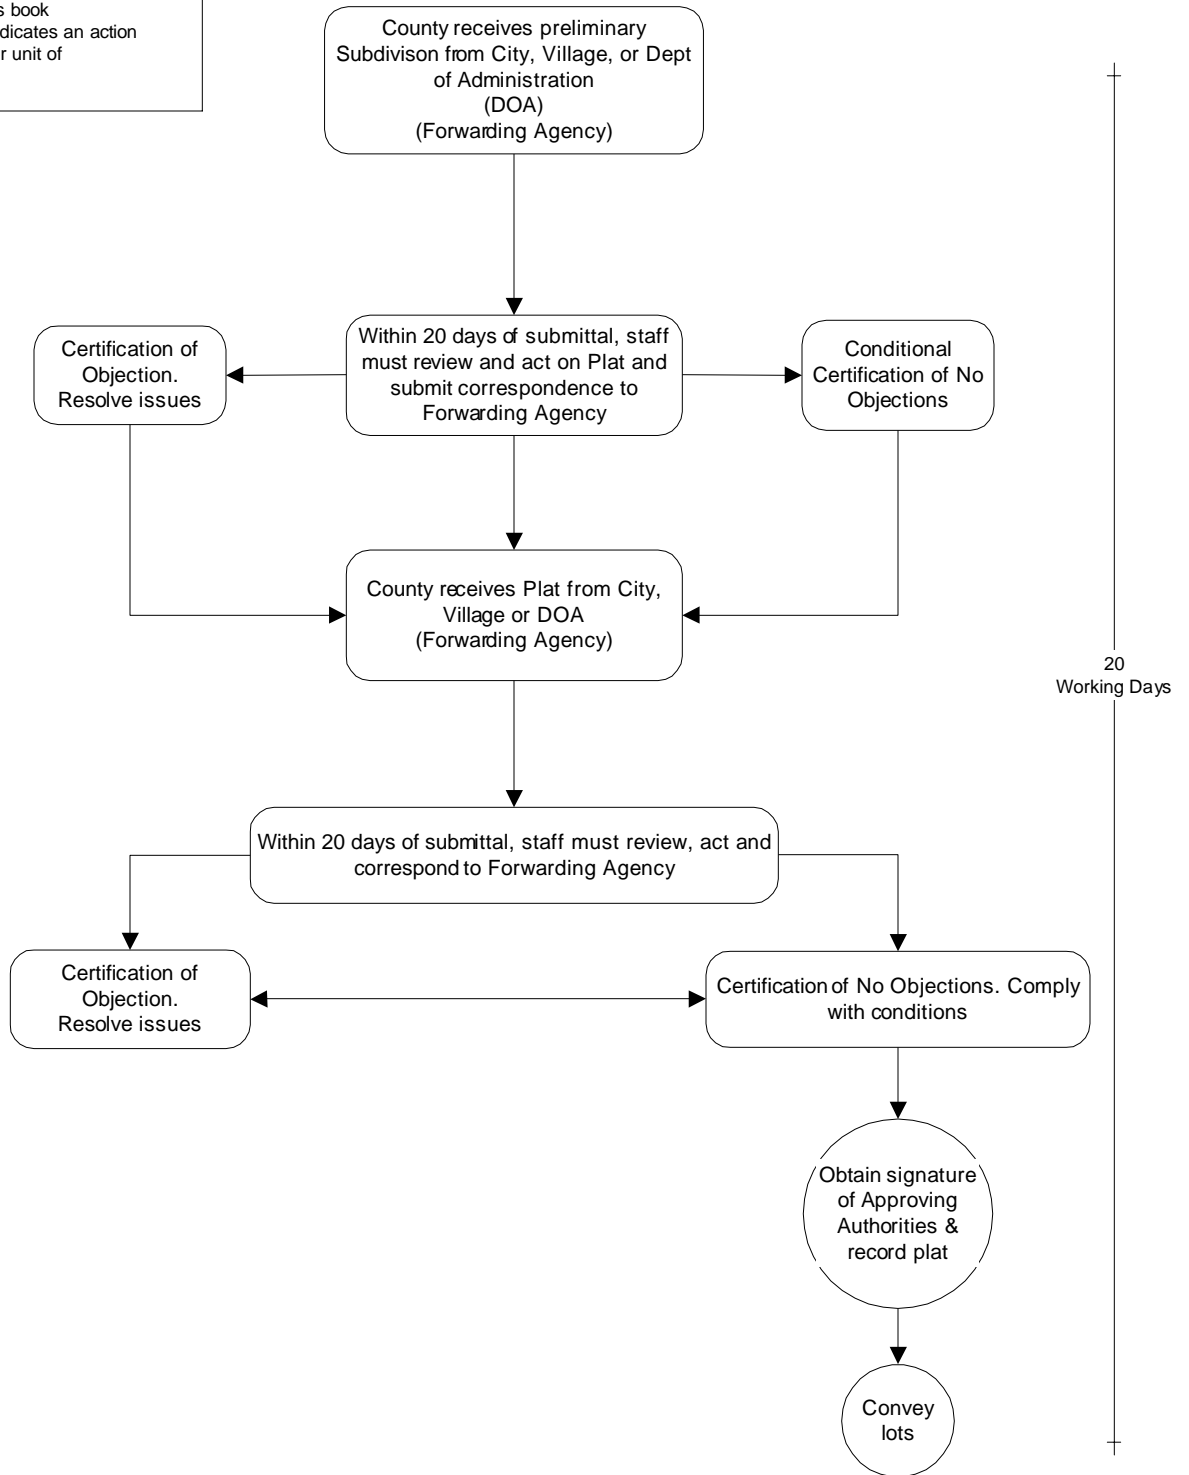 s book
dicates an action
r unit of
County receives preliminary
Subdivison from City, Village, or Dept
of Administration
(DOA)
(Forwarding Agency)
Certification of
Objection.
Resolve issues
Within 20 days of submittal, staff
must review and act on Plat and
submit correspondence to
Forwarding Agency
Conditional
Certification of No
Objections
County receives Plat from City,
Village or DOA
(Forwarding Agency)
20
Working Days
Within 20 days of submittal, staff must review, act and
correspond to Forwarding Agency
Certification of
Objection.
Resolve issues
Certification of No Objections. Comply
with conditions
Obtain signature
of Approving
Authorities &
record plat
Convey
lots